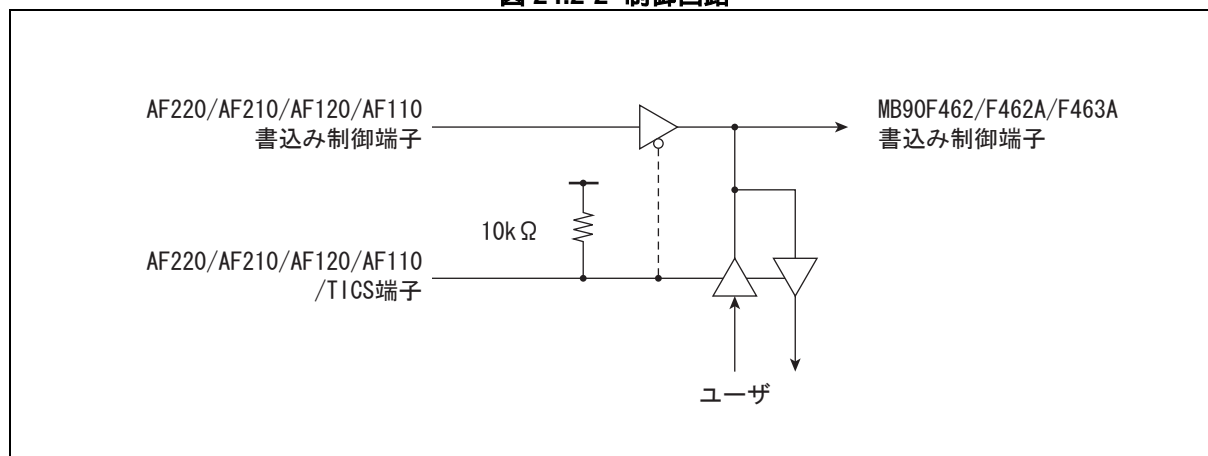 図 24.2-2 制御回路
AF220/AF210/AF120/AF110
書込み制御端子
MB90F462/F462A/F463A
書込み制御端子
10kΩ
AF220/AF210/AF120/AF110
/TICS端子
ユーザ